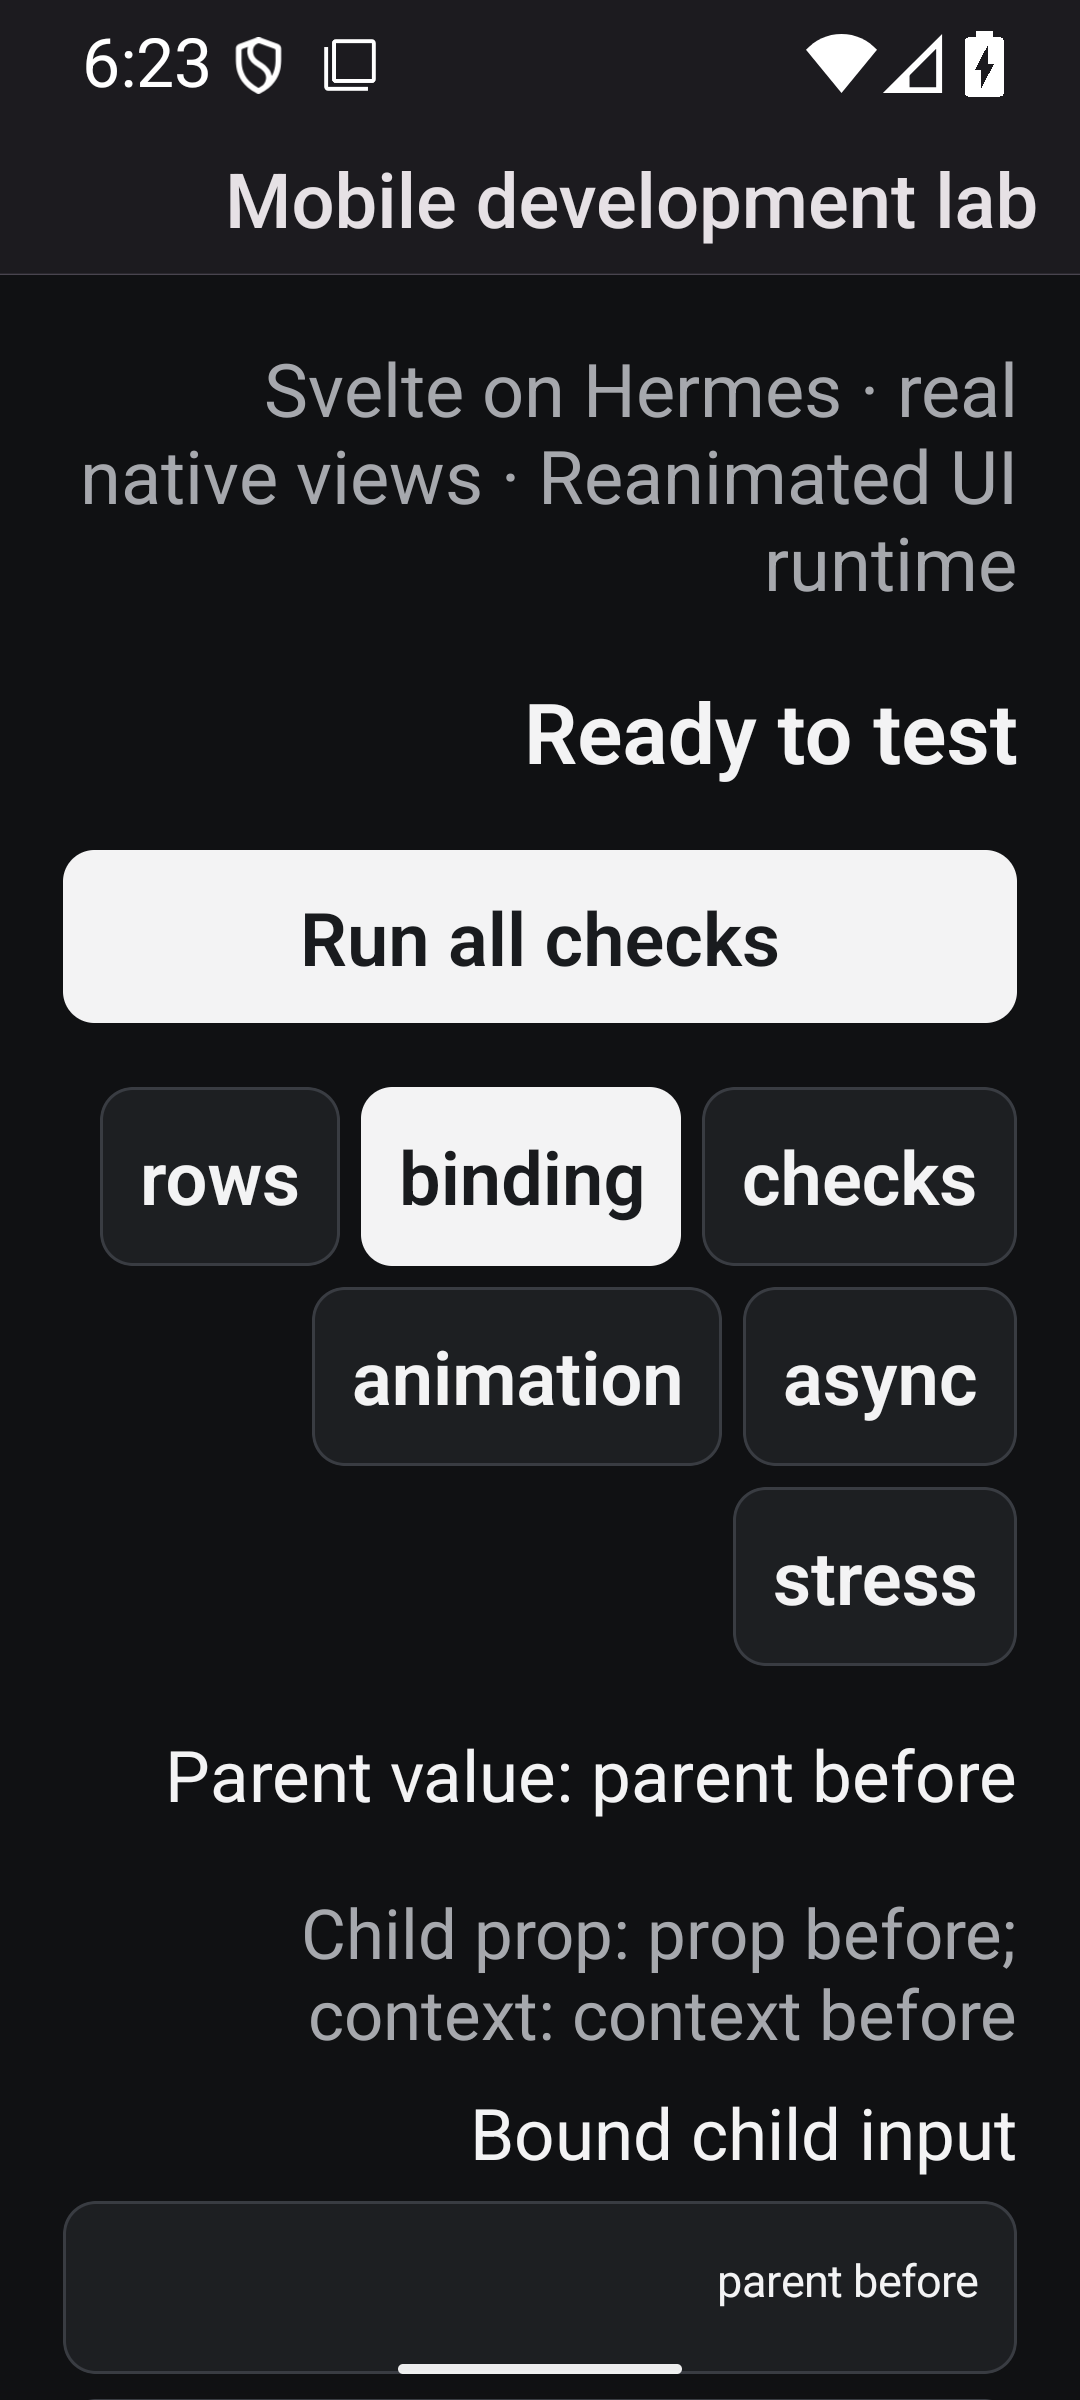 6:23
Mobile development lab
Svelte on Hermes · real
native views · Reanimated UI
runtime
Ready to test
Run all checks
rows binding checks
animation async
stress
Parent value: parent before
Child prop: prop before;
context: context before
Bound child input
parent before